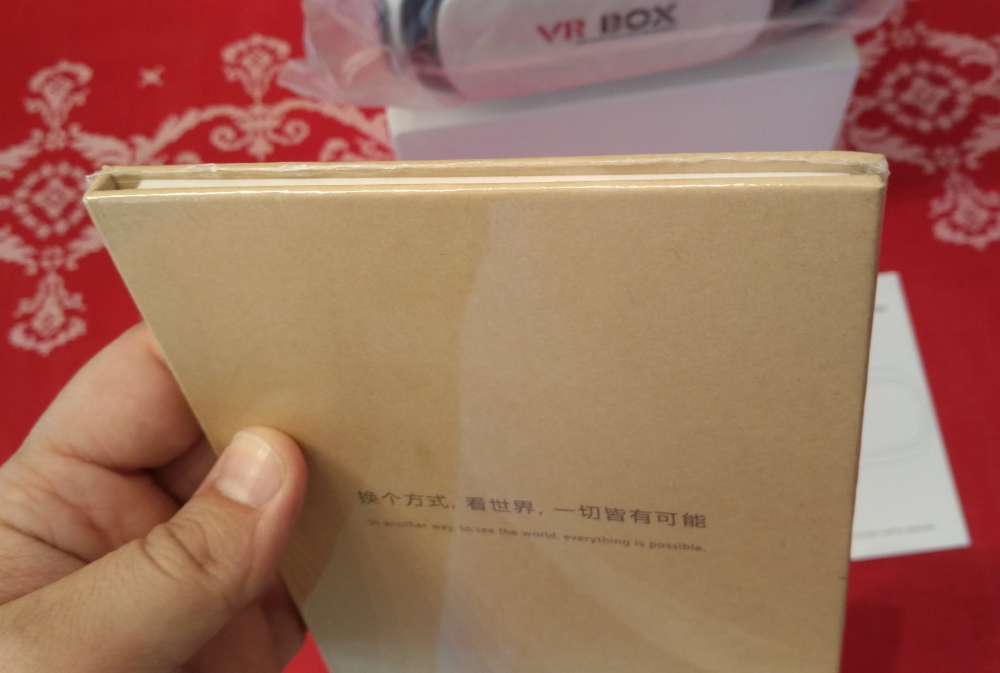 VR BOX
换个方式，看世界，一切皆有可能
In another way, to see the world, everything is possible.